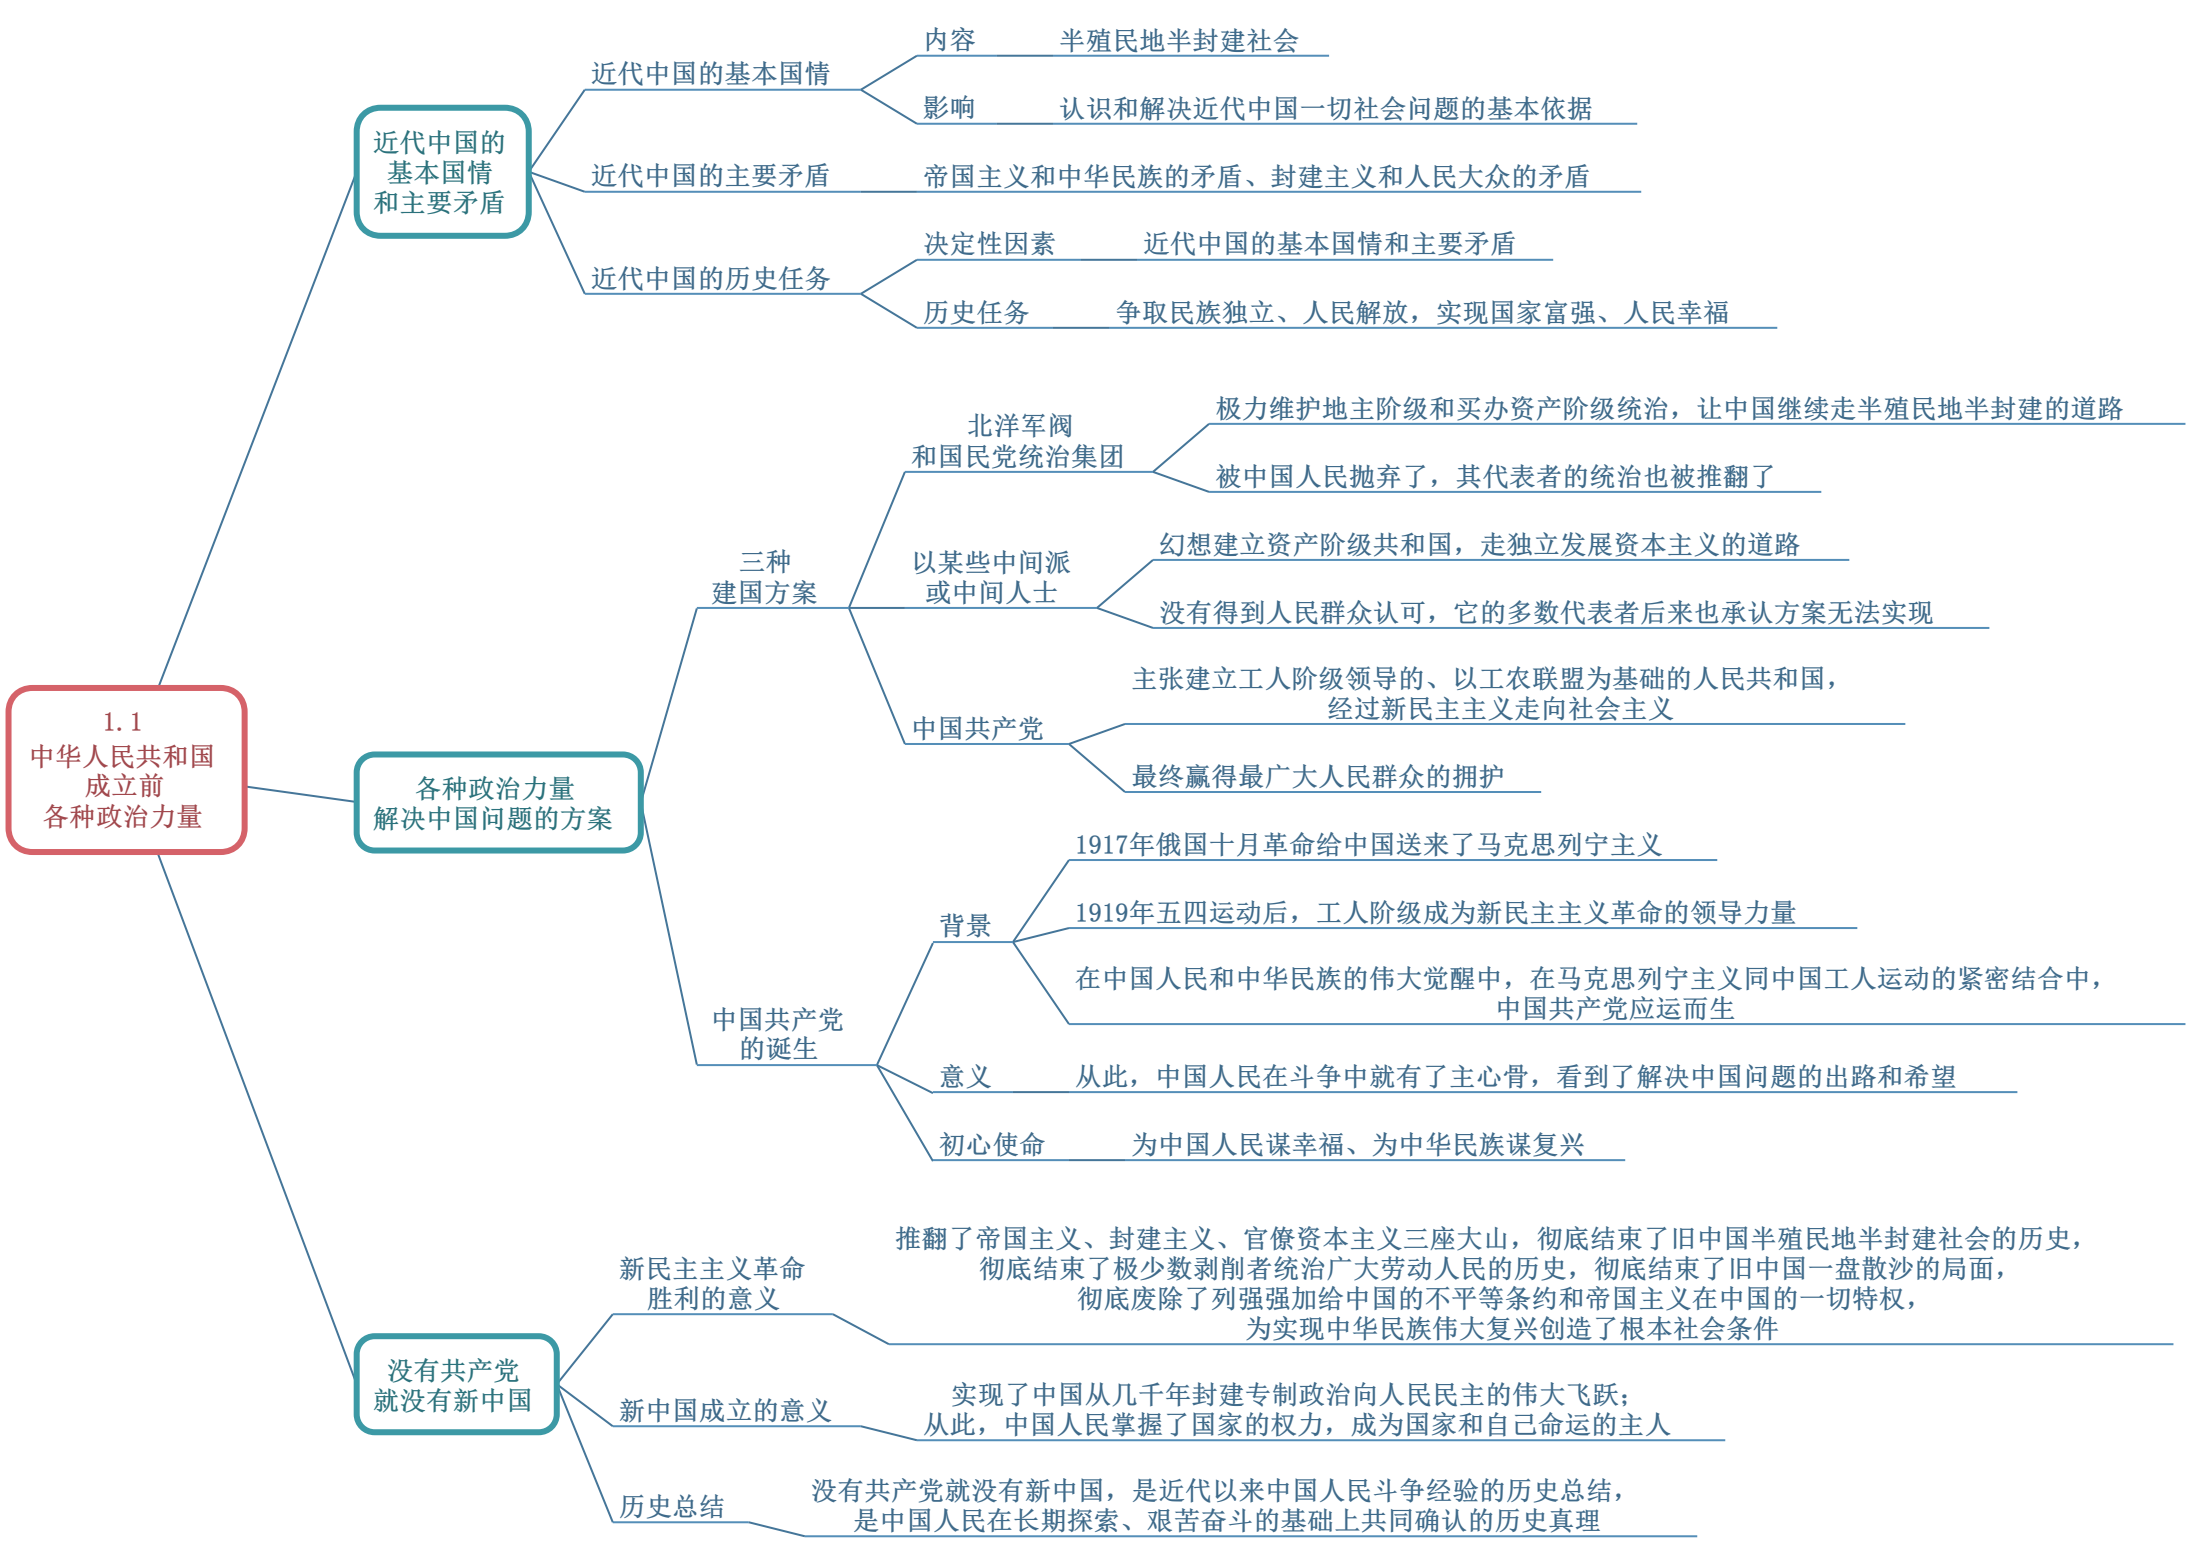 1.1
中华人民共和国
成立前
各种政治力量
近代中国的
基本国情
和主要矛盾
近代中国的基本国情
内容
半殖民地半封建社会
影响
认识和解决近代中国一切社会问题的基本依据
近代中国的主要矛盾
帝国主义和中华民族的矛盾、封建主义和人民大众的矛盾
近代中国的历史任务
决定性因素
近代中国的基本国情和主要矛盾
历史任务
争取民族独立、人民解放，实现国家富强、人民幸福
各种政治力量
解决中国问题的方案
三种
建国方案
北洋军阀
和国民党统治集团
极力维护地主阶级和买办资产阶级统治，让中国继续走半殖民地半封建的道路
被中国人民抛弃了，其代表者的统治也被推翻了
以某些中间派
或中间人士
幻想建立资产阶级共和国，走独立发展资本主义的道路
没有得到人民群众认可，它的多数代表者后来也承认方案无法实现
中国共产党
主张建立工人阶级领导的、以工农联盟为基础的人民共和国，
经过新民主主义走向社会主义
最终赢得最广大人民群众的拥护
中国共产党
的诞生
背景
1917年俄国十月革命给中国送来了马克思列宁主义
1919年五四运动后，工人阶级成为新民主主义革命的领导力量
在中国人民和中华民族的伟大觉醒中，在马克思列宁主义同中国工人运动的紧密结合中，
中国共产党应运而生
意义
从此，中国人民在斗争中就有了主心骨，看到了解决中国问题的出路和希望
初心使命
为中国人民谋幸福、为中华民族谋复兴
没有共产党
就没有新中国
新民主主义革命
胜利的意义
推翻了帝国主义、封建主义、官僚资本主义三座大山，彻底结束了旧中国半殖民地半封建社会的历史，
彻底结束了极少数剥削者统治广大劳动人民的历史，彻底结束了旧中国一盘散沙的局面，
彻底废除了列强强加给中国的不平等条约和帝国主义在中国的一切特权，
为实现中华民族伟大复兴创造了根本社会条件
新中国成立的意义
实现了中国从几千年封建专制政治向人民民主的伟大飞跃；
从此，中国人民掌握了国家的权力，成为国家和自己命运的主人
历史总结
没有共产党就没有新中国，是近代以来中国人民斗争经验的历史总结，
是中国人民在长期探索、艰苦奋斗的基础上共同确认的历史真理